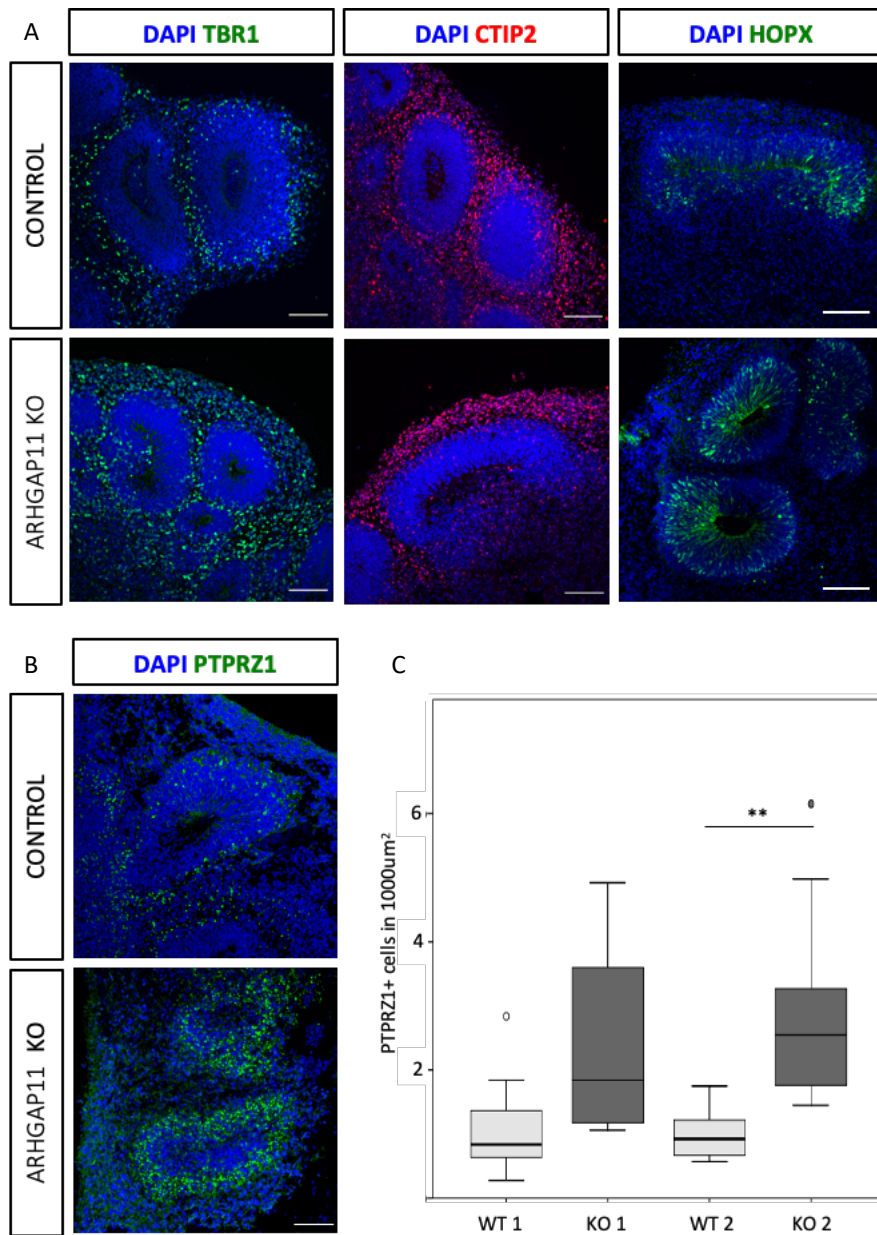 A
DAPI TBR1
DAPI CTIP2
DAPI HOPX
CONTROL
ARHGAP11 KO
B
DAPI PTPRZ1
CONTROL
ARHGAP11 KO
C
PTPRZ1+ cells in 1000um²
6
4
2
**
WT 1
KO 1
WT 2
KO 2